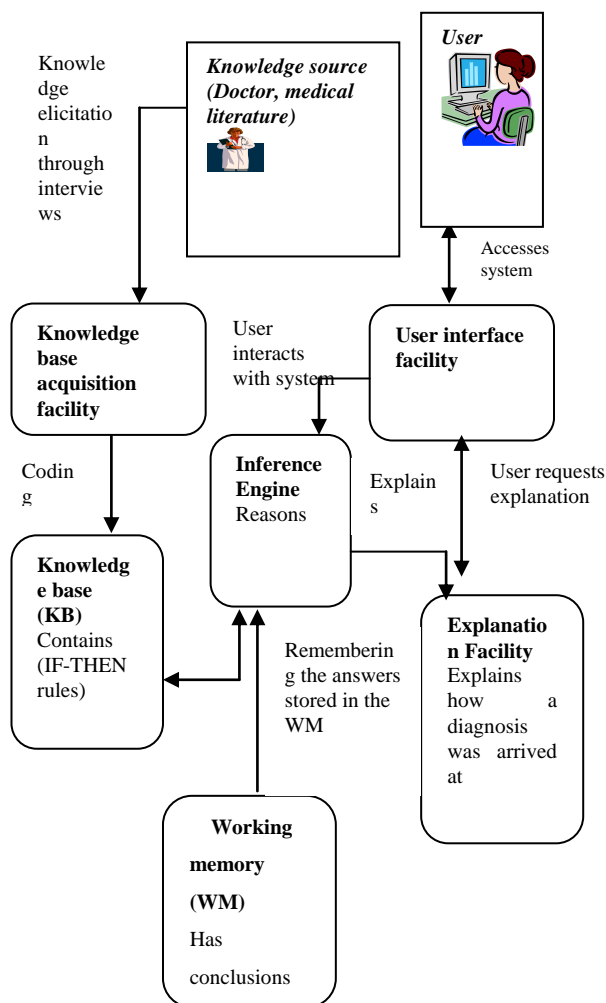 Knowle
dge
elicitatio
n
through
intervie
ws
Knowledge source
(Doctor, medical
literature)
User
Accesses
system
Knowledge
base
acquisition
facility
User
interacts
with system
User interface
facility
Codin
g
Inference
Engine
Reasons
Explain
s
User requests
explanation
Knowledg
e base
(KB)
Contains
(IF-THEN
rules)
Rememberin
g the answers
stored in the
WM
Explanatio
n Facility
Explains
how a
diagnosis
was arrived
at
Working
memory
(WM)
Has
conclusions